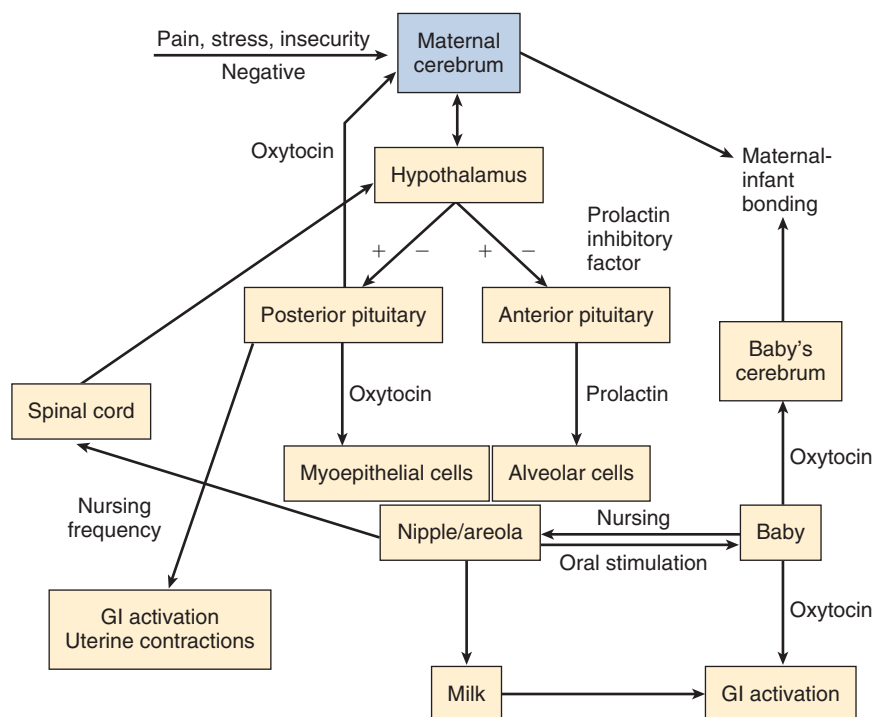 Pain, stress, insecurity
Negative
Maternal
cerebrum
Oxytocin
Maternal-
infant
bonding
Hypothalamus
Prolactin
inhibitory
factor
+ − + −
Posterior pituitary
Anterior pituitary
Baby's
cerebrum
Spinal cord
Oxytocin
Prolactin
Oxytocin
Myoepithelial cells
Alveolar cells
Nursing
frequency
Nipple/areola
Nursing
Oral stimulation
Baby
Oxytocin
GI activation
Uterine contractions
Milk
GI activation